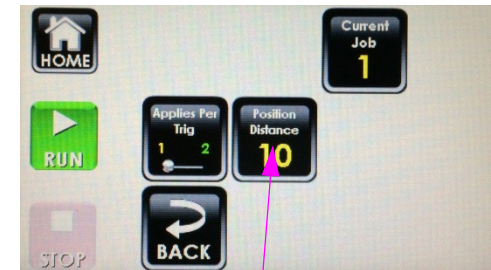 HOME
Current
Job
1
RUN
Applies Per
Trig
1 2
Position
Distance
10
STOP
BACK